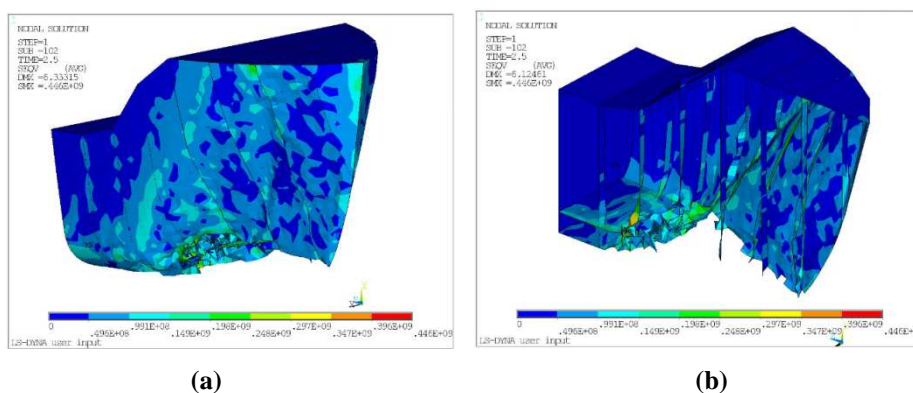 NODAL SOLUTION
STEP=1
SUB =102
TIME=2.5
SEQV (AVG)
DMX =6.33315
SMX =.446E+09
0 .496E+08 .991E+08 .149E+09 .198E+09 .248E+09 .297E+09 .347E+09 .396E+09 .446E+09
LS-DYNA user input
(a)
NODAL SOLUTION
STEP=1
SUB =102
TIME=2.5
SEQV (AVG)
DMX =6.12461
SMX =.446E+09
0 .496E+08 .991E+08 .149E+09 .198E+09 .248E+09 .297E+09 .347E+09 .396E+09 .446E+09
LS-DYNA user input
(b)